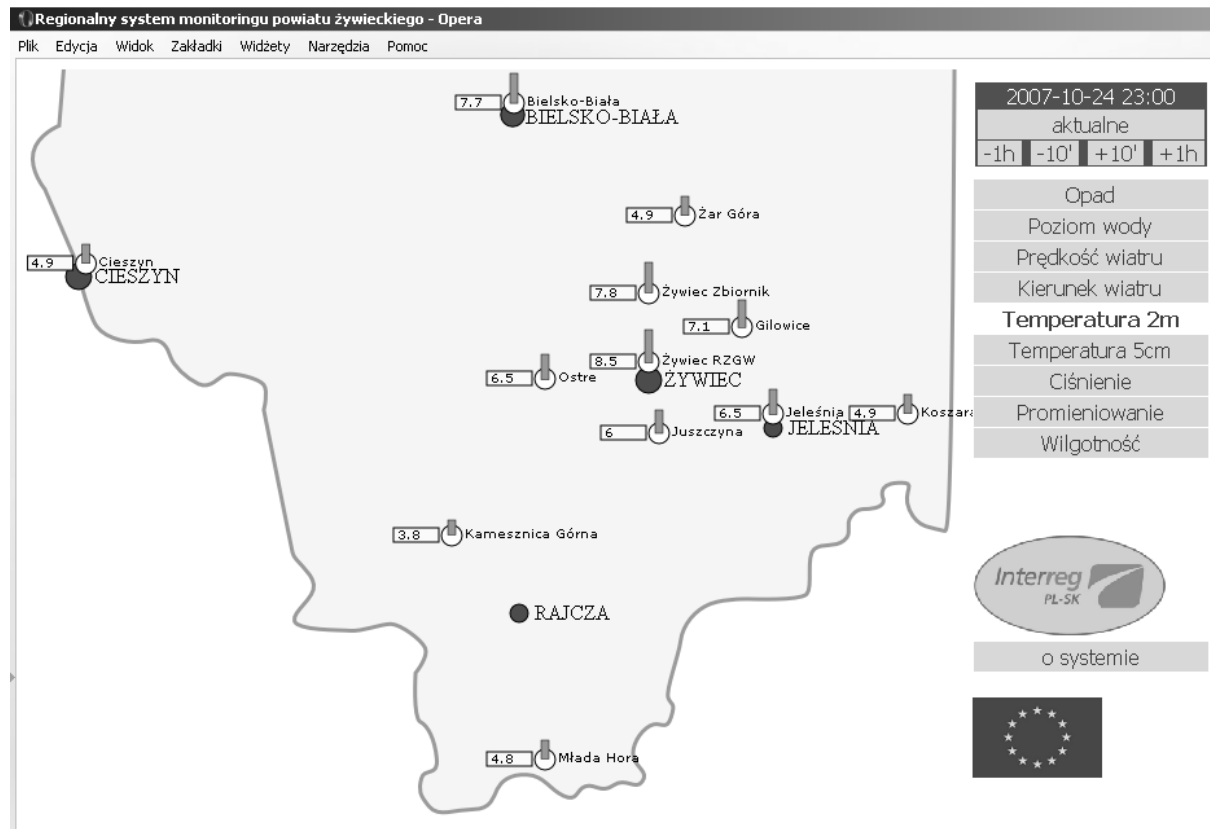 Regionalny system monitoringu powiatu żywieckiego - Opera
Plik Edycja Widok Zakładki Widżety Narzędzia Pomoc
7.7 Bielsko-Biała
BIELSKO-BIAŁA
4.9 Żar Góra
4.9 Cieszyn
CIESZYN
7.8 Żywiec Zbiornik
7.1 Gilowice
8.5 Żywiec RZGW
ŻYWIEC
6.5 Ostre
6.5 Jeleśnia
JELEŚNIA
4.9 Koszara
6 Juszczyna
3.8 Kamesznica Górna
RAJCZA
4.8 Młada Hora
2007-10-24 23:00
aktualne
-1h -10' +10' +1h
Opad
Poziom wody
Prędkość wiatru
Kierunek wiatru
Temperatura 2m
Temperatura 5cm
Ciśnienie
Promieniowanie
Wilgotność
Interreg
PL-SK
o systemie